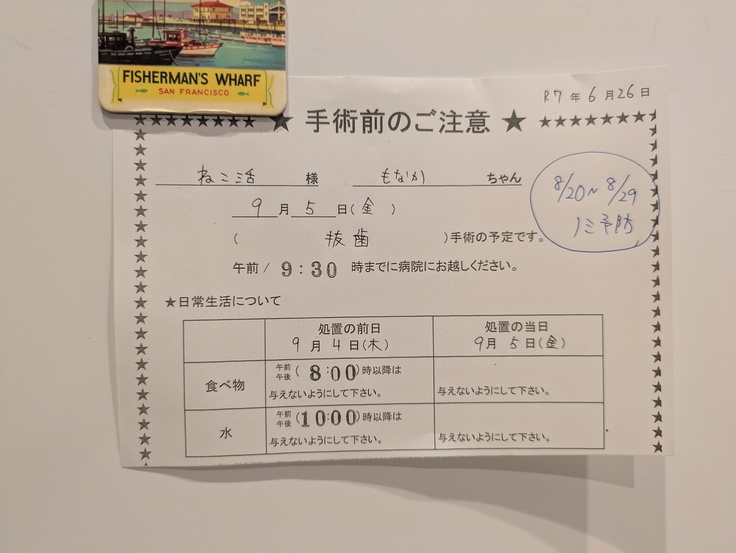 FISHERMAN'S WHARF
SAN FRANCISCO
R7年6月26日
★★★★★★★★ ★ 手術前のご注意 ★ ★★★★★★★★
ねこ活 様 もなか ちゃん
9月5日(金)
8/20～8/29
に予防
( 抜歯 )手術の予定です。
午前/ 9:30 時までに病院にお越しください。
★日常生活について
処置の前日 処置の当日
9月4日(木) 9月5日(金)
食べ物 午前 午後 (8:00)時以降は
与えないようにして下さい。 与えないようにして下さい。
水 午前 午後 (10:00)時以降は
与えないようにして下さい。 与えないようにして下さい。